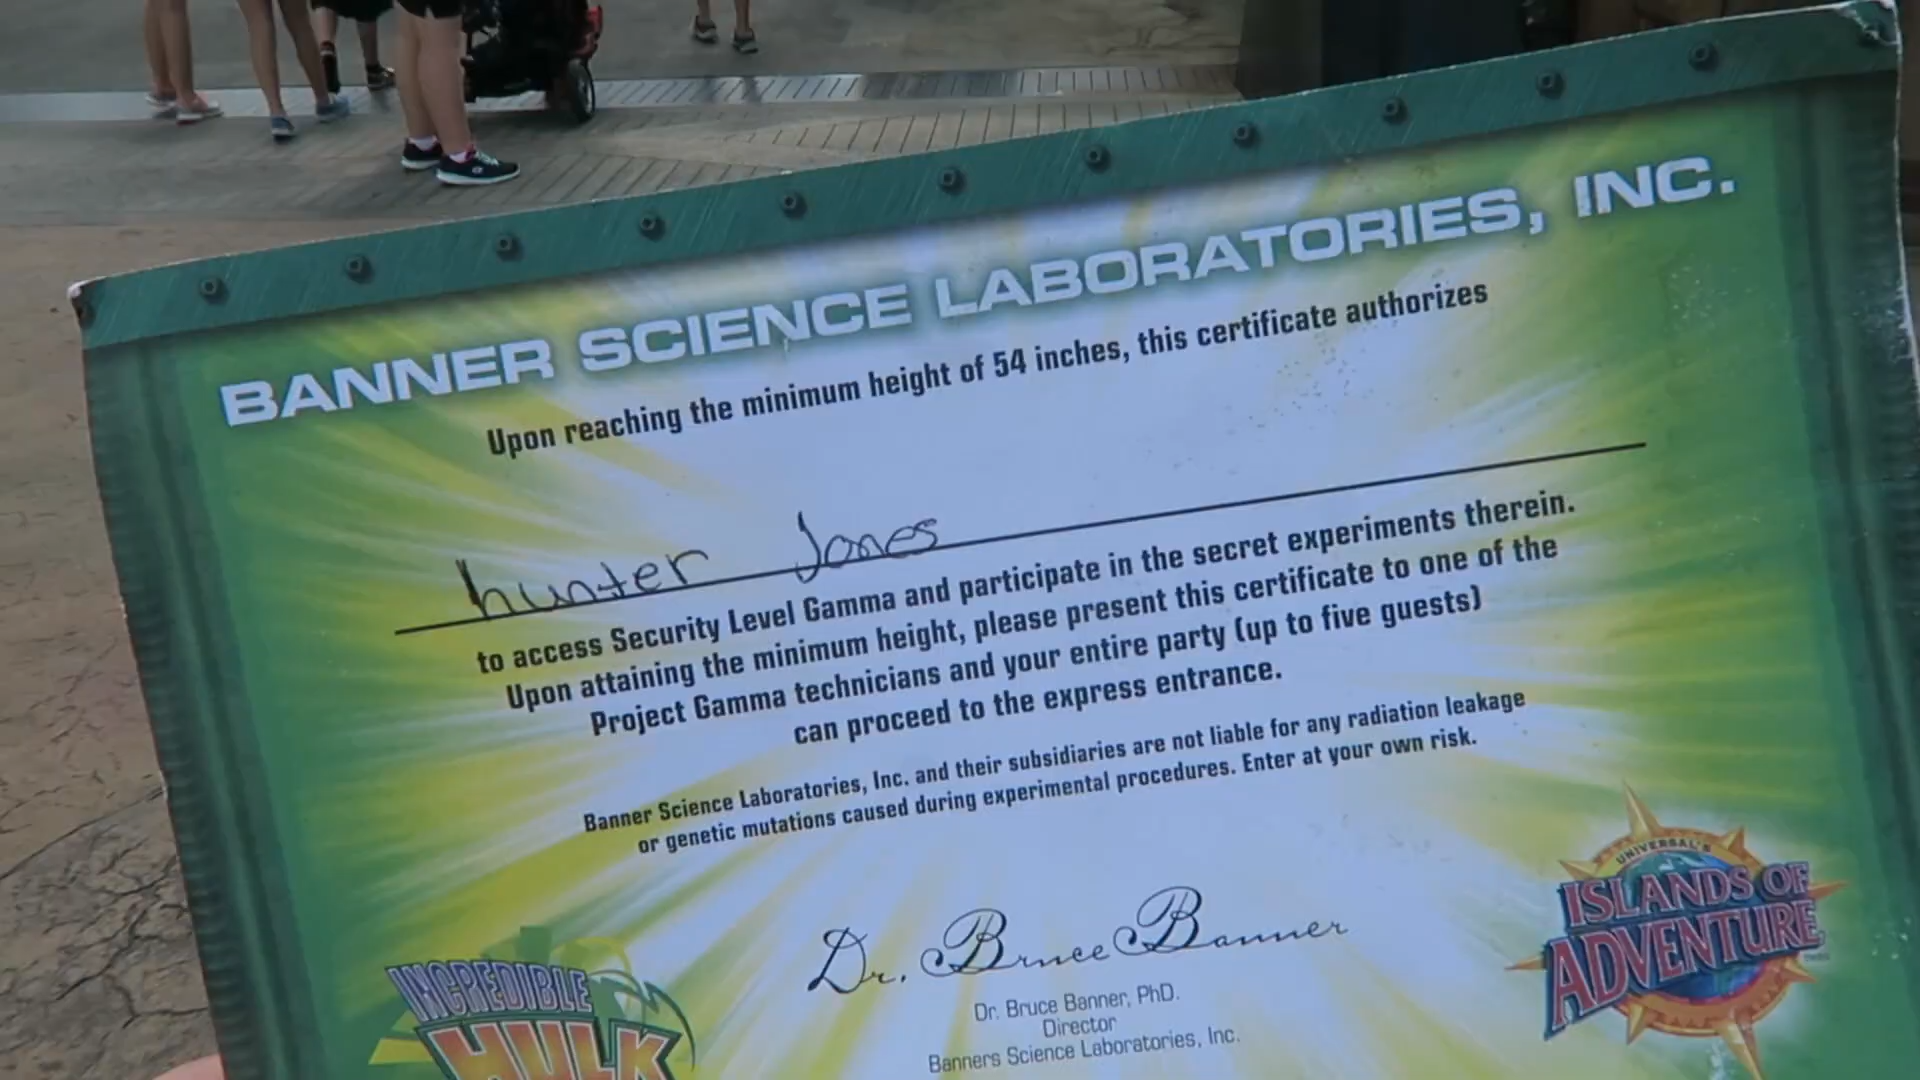 BANNER SCIENCE LABORATORIES, INC.
Upon reaching the minimum height of 54 inches, this certificate authorizes
hunter Jones
to access Security Level Gamma and participate in the secret experiments therein.
Upon attaining the minimum height, please present this certificate to one of the
Project Gamma technicians and your entire party (up to five guests)
can proceed to the express entrance.
Banner Science Laboratories, Inc. and their subsidiaries are not liable for any radiation leakage
or genetic mutations caused during experimental procedures. Enter at your own risk.
Dr. Bruce Banner
Dr. Bruce Banner, PhD.
Director
Banners Science Laboratories, Inc.
INCREDIBLE
HULK
UNIVERSAL'S
ISLANDS OF
ADVENTURE